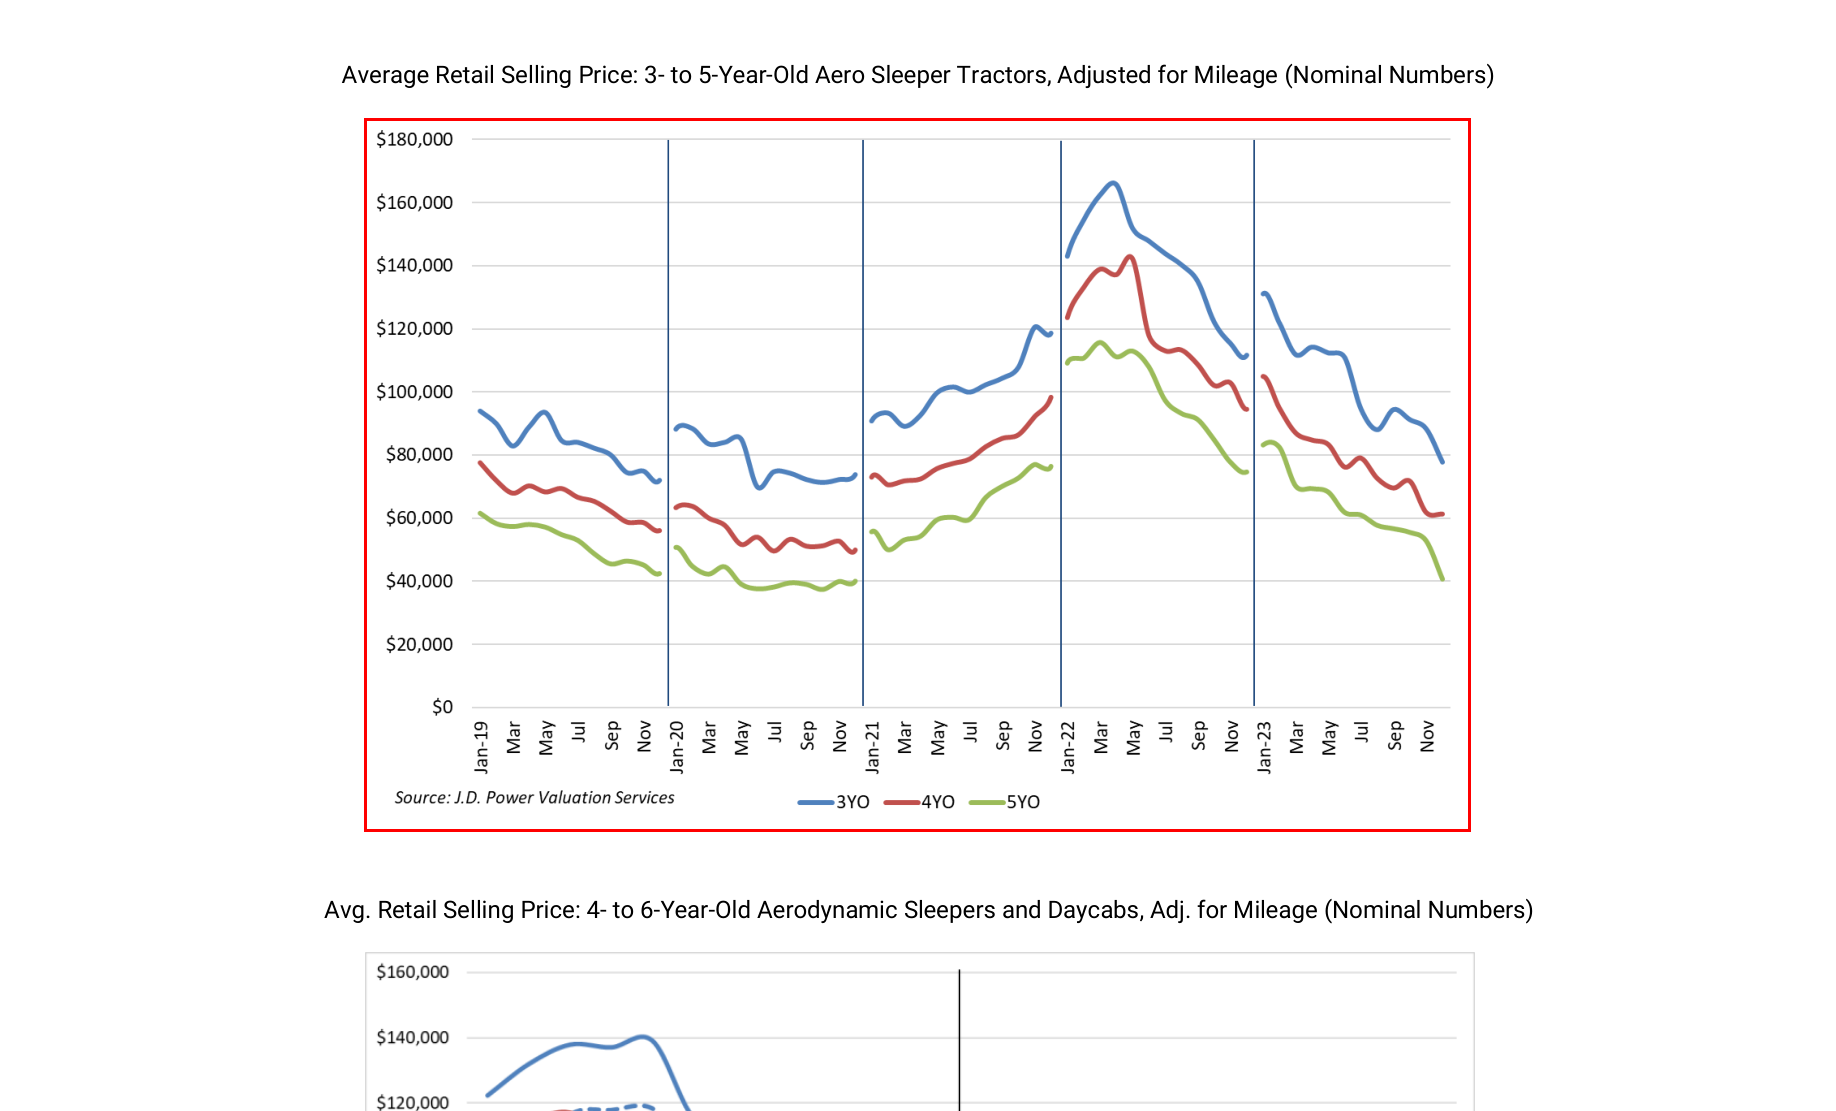 Average Retail Selling Price: 3- to 5-Year-Old Aero Sleeper Tractors, Adjusted for Mileage (Nominal Numbers)
$180,000
$160,000
$140,000
$120,000
$100,000
$80,000
$60,000
$40,000
$20,000
$0
Jan-19 Mar May Jul Sep Nov Jan-20 Mar May Jul Sep Nov Jan-21 Mar May Jul Sep Nov Jan-22 Mar May Jul Sep Nov Jan-23 Mar May Jul Sep Nov
Source: J.D. Power Valuation Services
3YO 4YO 5YO
Avg. Retail Selling Price: 4- to 6-Year-Old Aerodynamic Sleepers and Daycabs, Adj. for Mileage (Nominal Numbers)
$160,000
$140,000
$120,000